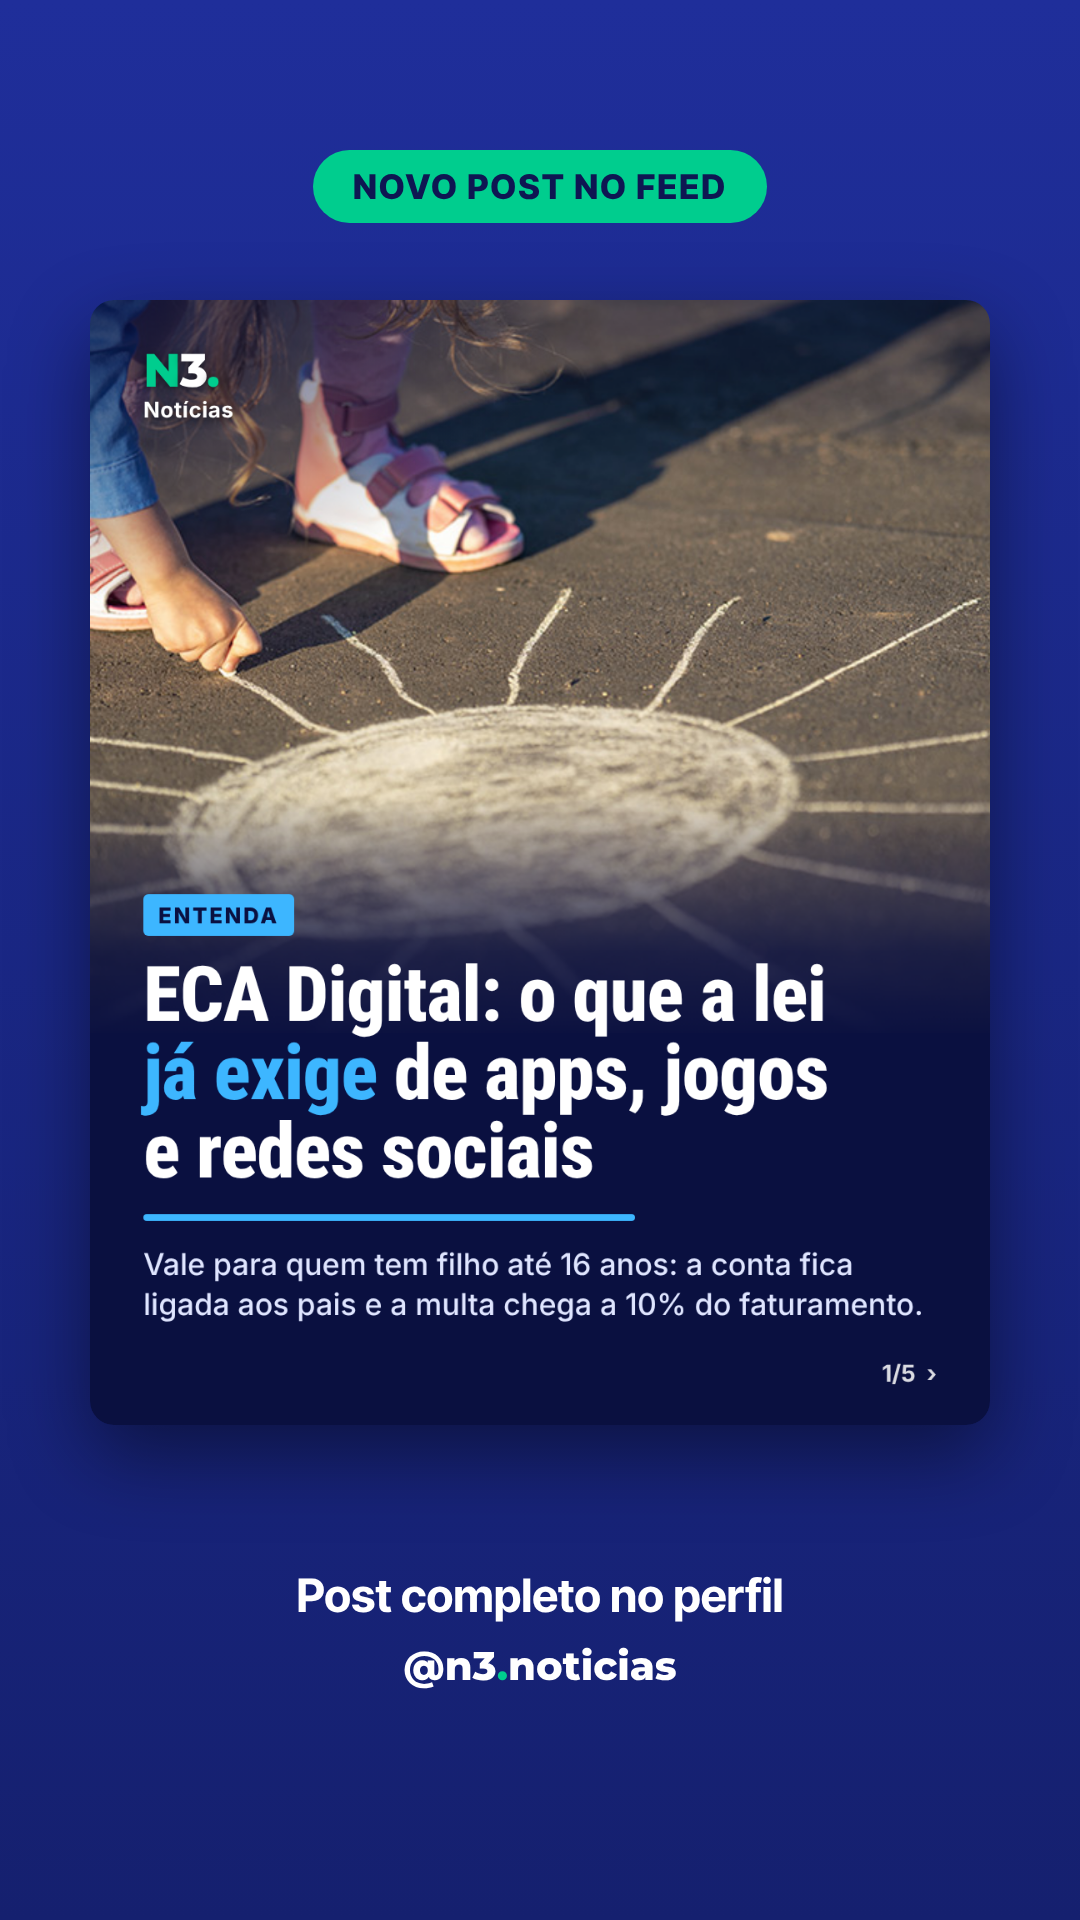 NOVO POST NO FEED
N3.
Notícias
ENTENDA
ECA Digital: o que a lei
já exige de apps, jogos
e redes sociais
Vale para quem tem filho até 16 anos: a conta fica
ligada aos pais e a multa chega a 10% do faturamento.
1/5 ›
Post completo no perfil
@n3.noticias